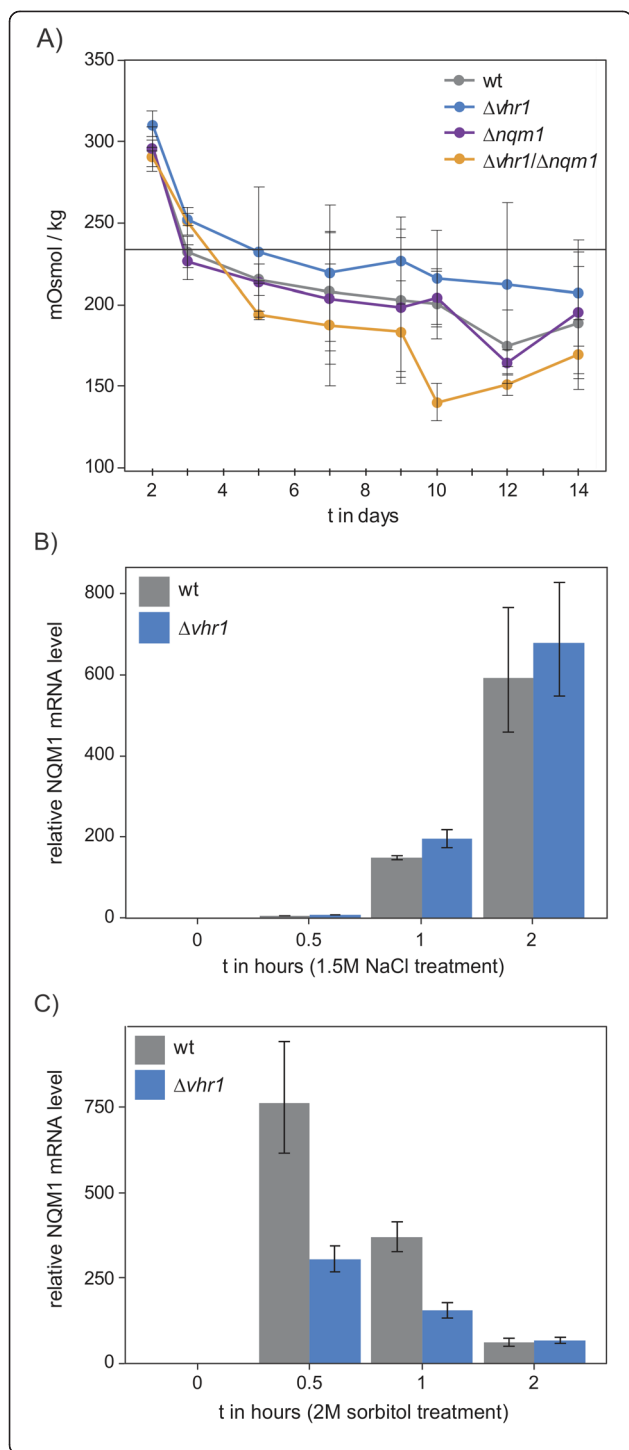 A)
mOsmol / kg
350
300
250
200
150
100
wt
Δvhr1
Δnqm1
Δvhr1/Δnqm1
2 4 6 8 10 12 14
t in days
B)
relative NQM1 mRNA level
800
600
400
200
0
wt
Δvhr1
0 0.5 1 2
t in hours (1.5M NaCl treatment)
C)
relative NQM1 mRNA level
750
500
250
0
wt
Δvhr1
0 0.5 1 2
t in hours (2M sorbitol treatment)